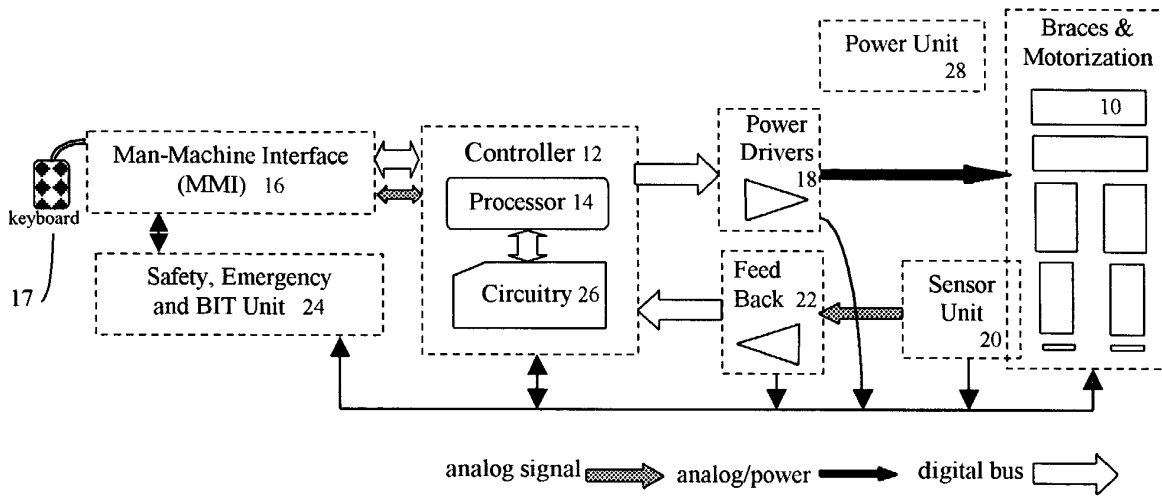 Braces &
Motorization
10
Power Unit
28
Power
Drivers
18
Man-Machine Interface
(MMI) 16
Controller 12
Processor 14
Circuitry 26
keyboard
17
Safety, Emergency
and BIT Unit 24
Feed
Back 22
Sensor
Unit
20
analog signal
analog/power
digital bus